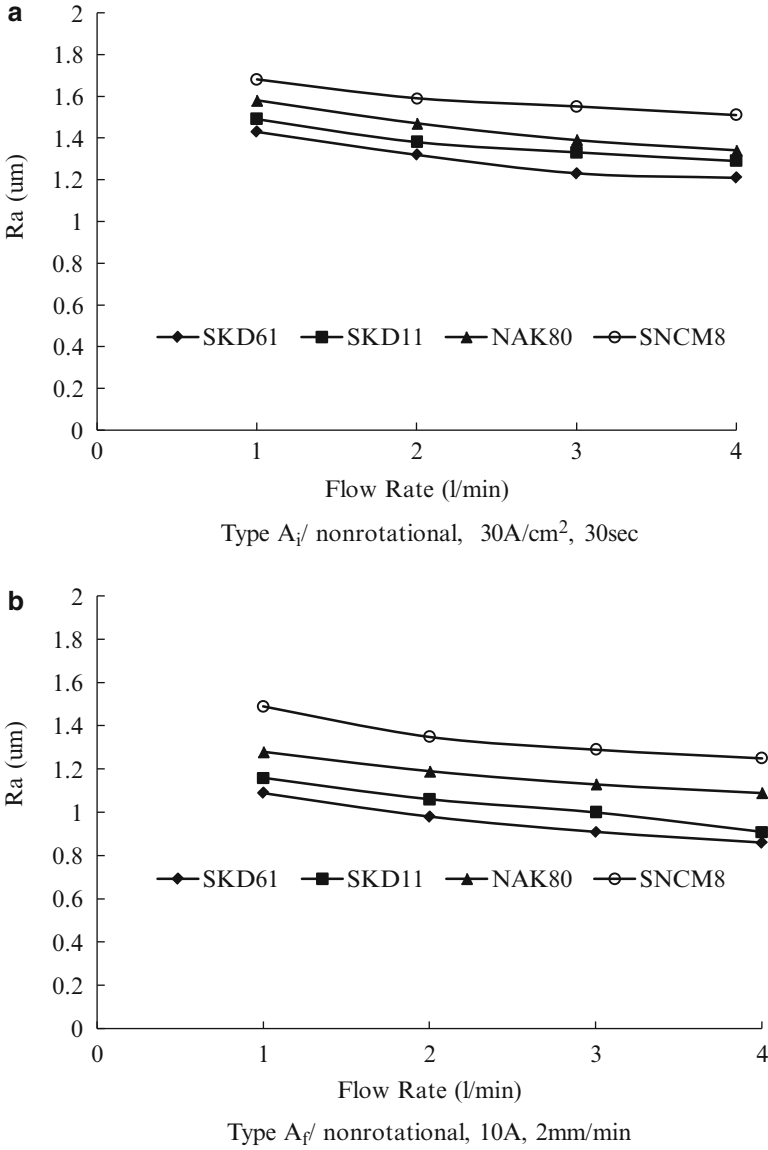 a
2
1.8
1.6
1.4
1.2
1
0.8
0.6
0.4
0.2
0
Ra (um)
SKD61 SKD11 NAK80 SNCM8
0 1 2 3 4
Flow Rate (l/min)
Type Ai/ nonrotational, 30A/cm², 30sec
b
2
1.8
1.6
1.4
1.2
1
0.8
0.6
0.4
0.2
0
Ra (um)
SKD61 SKD11 NAK80 SNCM8
0 1 2 3 4
Flow Rate (l/min)
Type Af/ nonrotational, 10A, 2mm/min